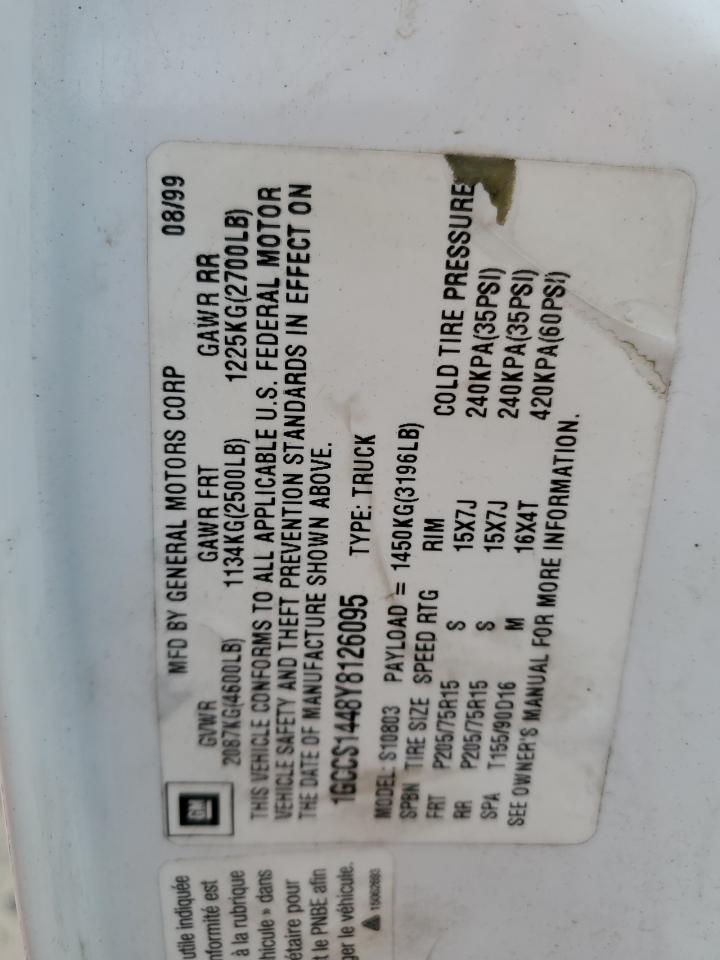 GM
MFD BY GENERAL MOTORS CORP 08/99
GVWR GAWR FRT GAWR RR
2087KG(4600LB) 1134KG(2500LB) 1225KG(2700LB)
THIS VEHICLE CONFORMS TO ALL APPLICABLE U.S. FEDERAL MOTOR
VEHICLE SAFETY AND THEFT PREVENTION STANDARDS IN EFFECT ON
THE DATE OF MANUFACTURE SHOWN ABOVE.
1GCCS1448Y8126095 TYPE: TRUCK
MODEL: S10803 PAYLOAD = 1450KG(3196LB)
SPBN TIRE SIZE SPEED RTG RIM COLD TIRE PRESSURE
FRT P205/75R15 S 15X7J 240KPA(35PSI)
RR P205/75R15 S 15X7J 240KPA(35PSI)
SPA T155/90D16 M 16X4T 420KPA(60PSI)
SEE OWNER'S MANUAL FOR MORE INFORMATION.
utile indiquée
nformité est
à la rubrique
hicule » dans
étaire pour
t le PNBE afin
ger le véhicule.